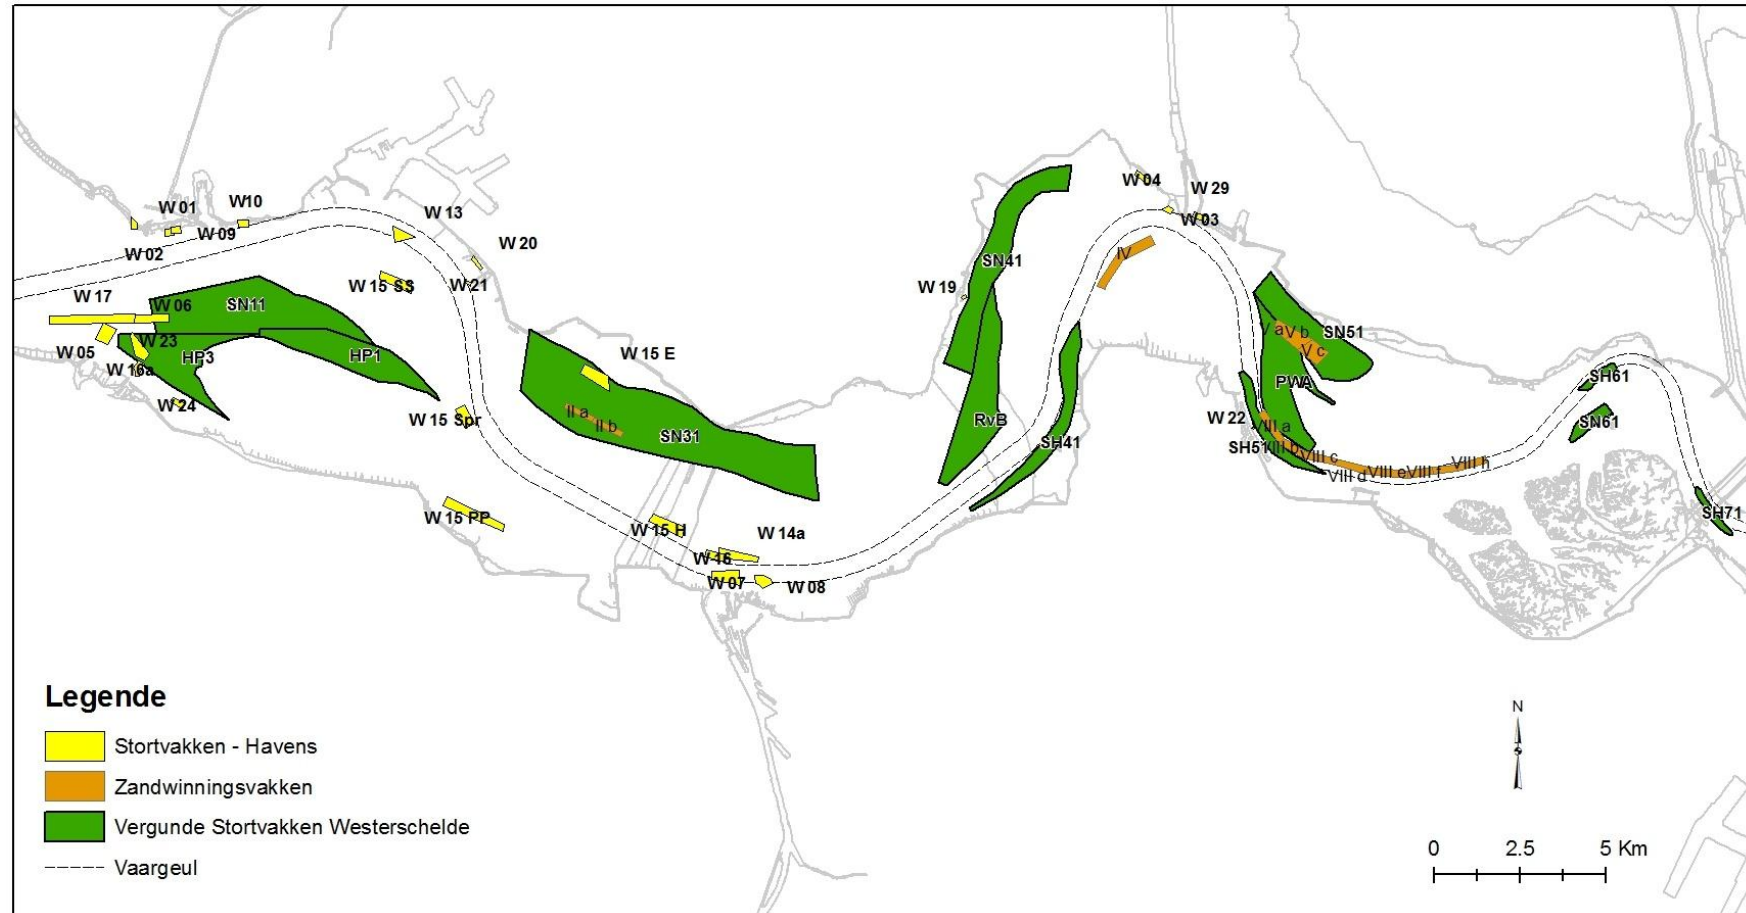 W 04
W 29
W 01
W10
W 13
W 03
W 09
W 20
W 02
IV
SN41
W 15 SS
W 21
W 19
W 17
W 06
SN11
V a
V b
SN51
W 05
W 23
HP3
HP1
W 15 E
V c
W 16a
PWA
SH61
W 24
W 15 Spr
II a
II b
SN31
RvB
W 22
VIII a
SN61
SH41
SH51
VIII b
VIII c
VIII d
VIII e
VIII f
VIII h
W 15 PP
W 15 H
W 14a
SH71
W 16
W 07
W 08
Legende
Stortvakken - Havens
Zandwinningsvakken
Vergunde Stortvakken Westerschelde
Vaargeul
N
0 2.5 5 Km